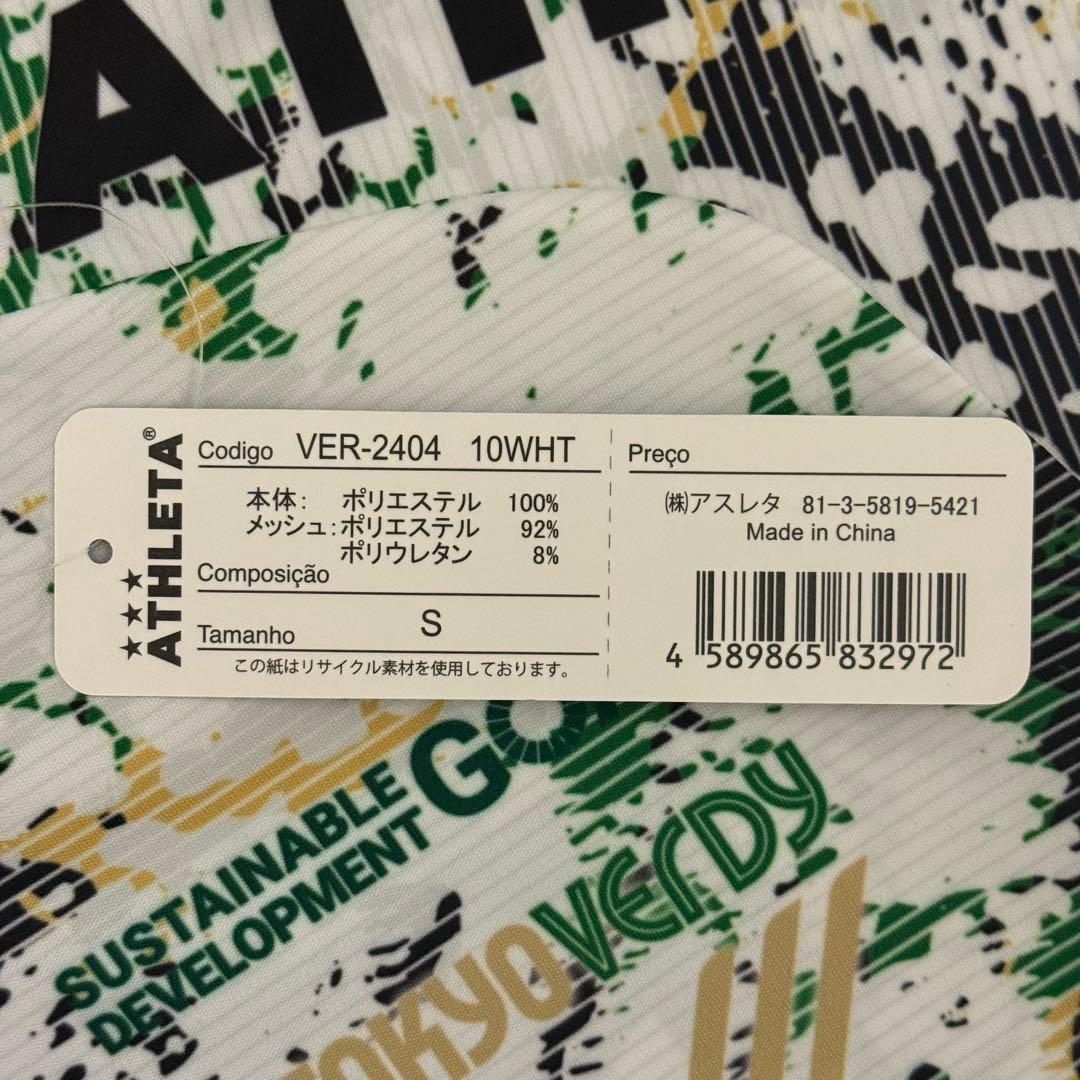 ATHLETA®
Codigo VER-2404 10WHT
本体: ポリエステル 100%
メッシュ:ポリエステル 92%
ポリウレタン 8%
Composição
Tamanho S
この紙はリサイクル素材を使用しております。
Preço
㈱アスレタ 81-3-5819-5421
Made in China
4 589865 832972
SUSTAINABLE
DEVELOPMENT
VERDY